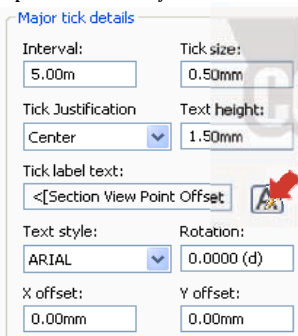 Major tick details
Interval: Tick size:
5.00m 0.50mm
Tick Justification Text height:
Center 1.50mm
Tick label text:
<[Section View Point Offset
Text style: Rotation:
ARIAL 0.0000 (d)
X offset: Y offset:
0.00mm 0.00mm